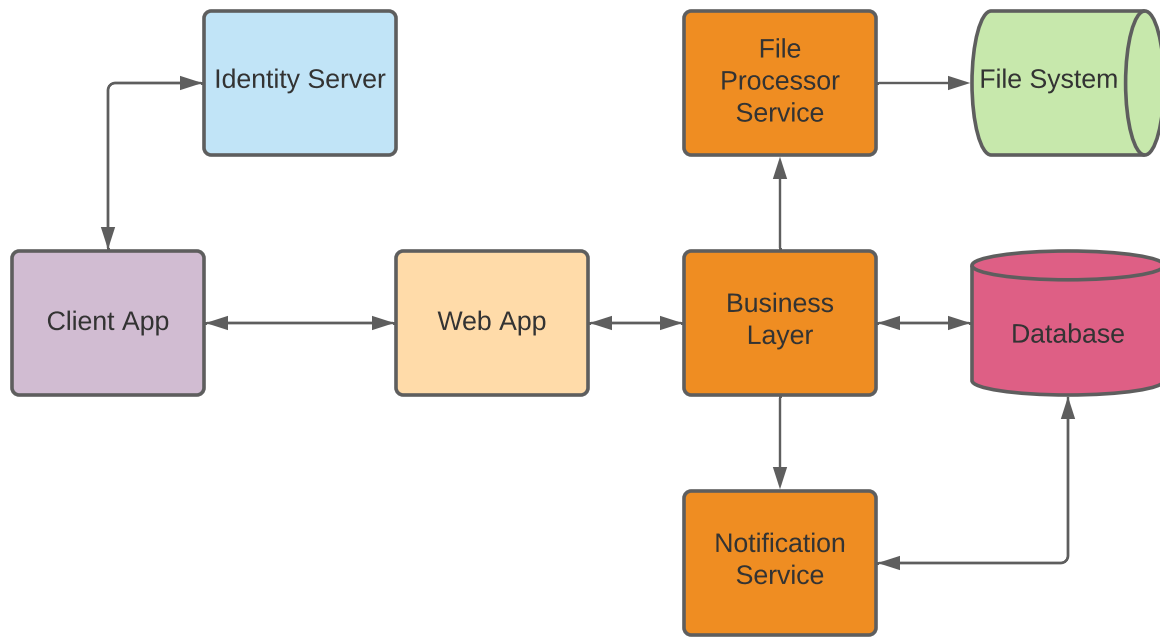 Identity Server
File
Processor
Service
File System
Client App
Web App
Business
Layer
Database
Notification
Service